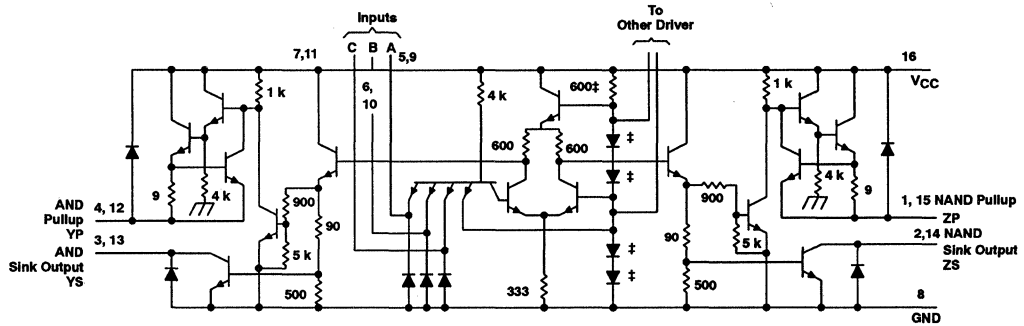 To
Other Driver
Inputs
C B A
7,11
5,9
6,
10
16
VCC
1 k
4 k
600‡
1 k
‡
600
600
‡
9
4 k
4 k
9
900
900
AND
Pullup
YP
4, 12
1, 15 NAND Pullup
ZP
90
90
3, 13
AND
Sink Output
YS
5 k
5 k
2,14 NAND
Sink Output
ZS
‡
‡
500
333
500
8
GND